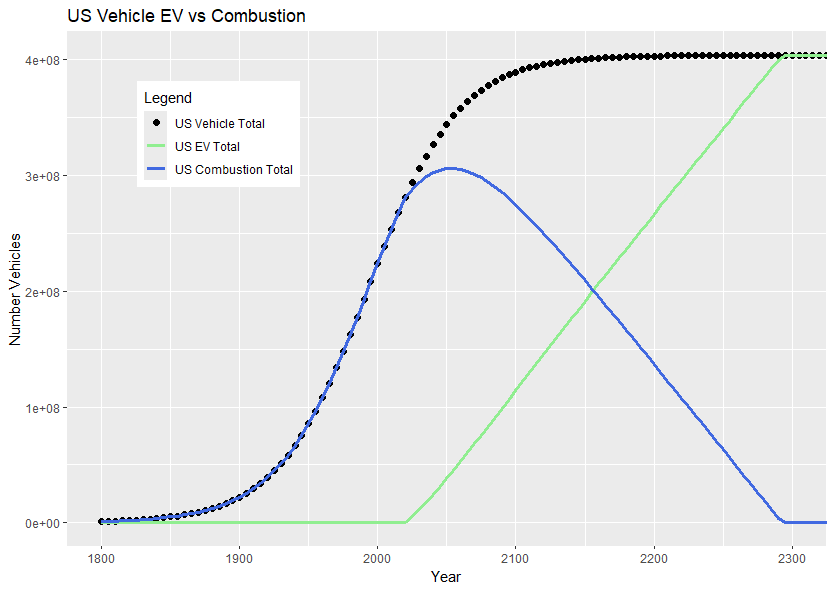 US Vehicle EV vs Combustion
4e+08
3e+08
2e+08
1e+08
0e+00
Number Vehicles
Legend
US Vehicle Total
US EV Total
US Combustion Total
1800 1900 2000 2100 2200 2300
Year